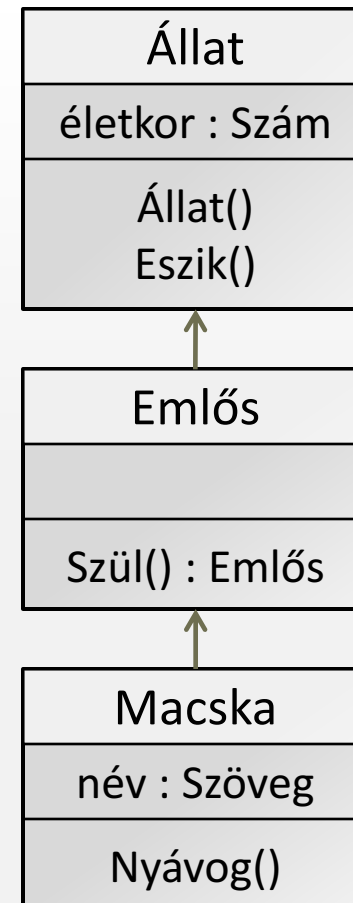 Állat
életkor : Szám
Állat()
Eszik()
Emlős
Szül() : Emlős
Macska
név : Szöveg
Nyávog()